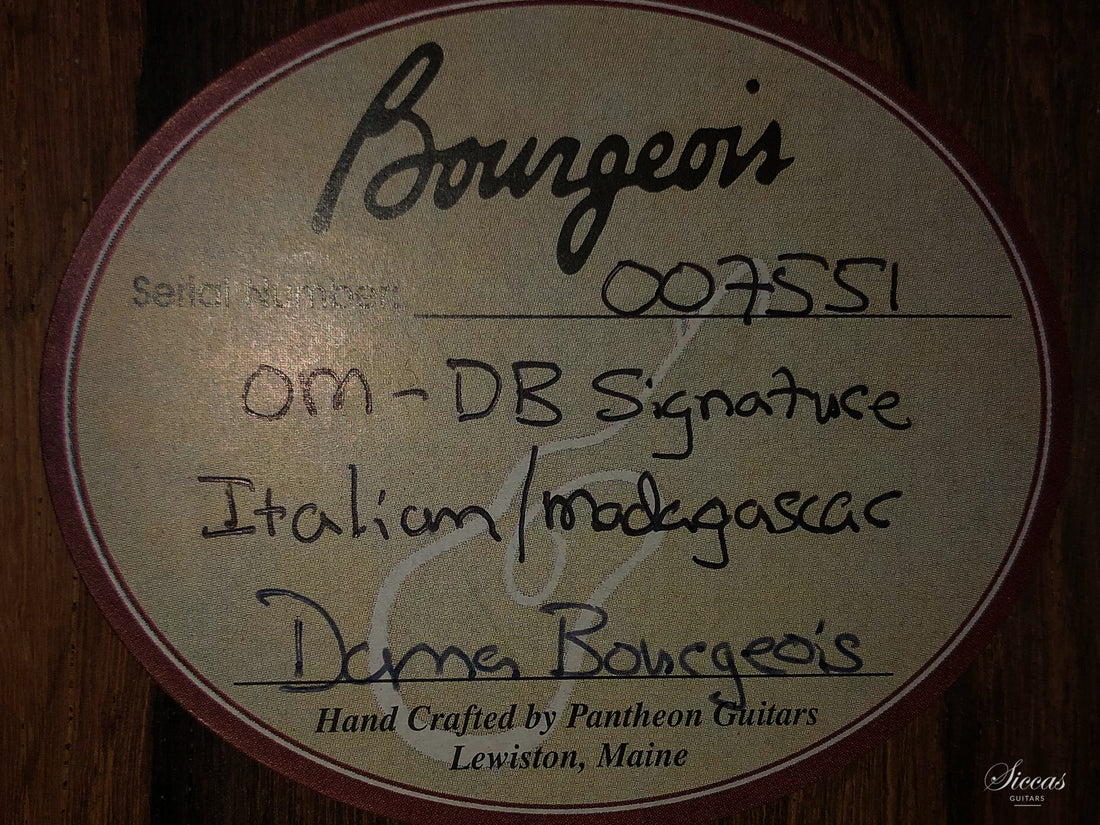 Bourgeois
Serial Number: 007551
OM - DB Signature
Italian/madagascar
Dana Bourgeois
Hand Crafted by Pantheon Guitars
Lewiston, Maine
Siccas
GUITARS